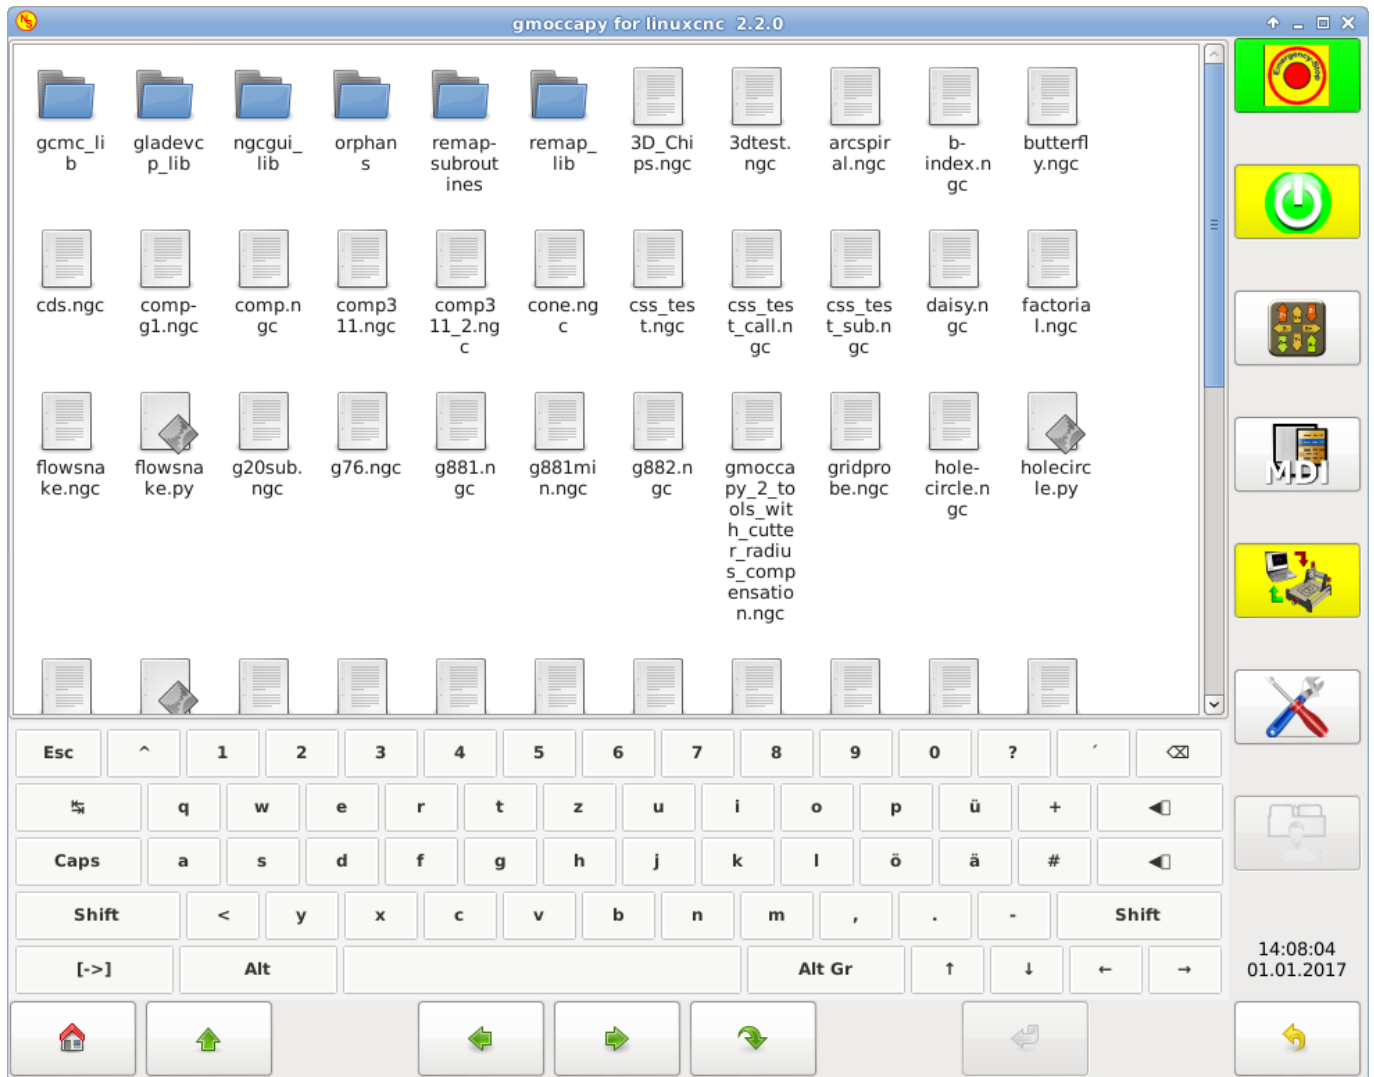 gmoccapy for linuxcnc 2.2.0
gcmc_li
b
gladevc
p_lib
ngcgui_
lib
orphan
s
remap-
subrout
ines
remap_
lib
3D_Chi
ps.ngc
3dtest.
ngc
arcspir
al.ngc
b-
index.n
gc
butterfl
y.ngc
cds.ngc
comp-
g1.ngc
comp.n
gc
comp3
11.ngc
comp3
11_2.ng
c
cone.ng
c
css_tes
t.ngc
css_tes
t_call.n
gc
css_tes
t_sub.n
gc
daisy.n
gc
factoria
l.ngc
flowsna
ke.ngc
flowsna
ke.py
g20sub.
ngc
g76.ngc
g881.n
gc
g881mi
n.ngc
g882.n
gc
gmocca
py_2_to
ols_wit
h_cutte
r_radiu
s_comp
ensatio
n.ngc
gridpro
be.ngc
hole-
circle.n
gc
holecirc
le.py
Emergency-Stop
MDI
Esc ^ 1 2 3 4 5 6 7 8 9 0 ? ´ ⌫
↹ q w e r t z u i o p ü +
Caps a s d f g h j k l ö ä #
Shift < y x c v b n m , . - Shift
[->] Alt Alt Gr ↑ ↓ ← →
14:08:04
01.01.2017